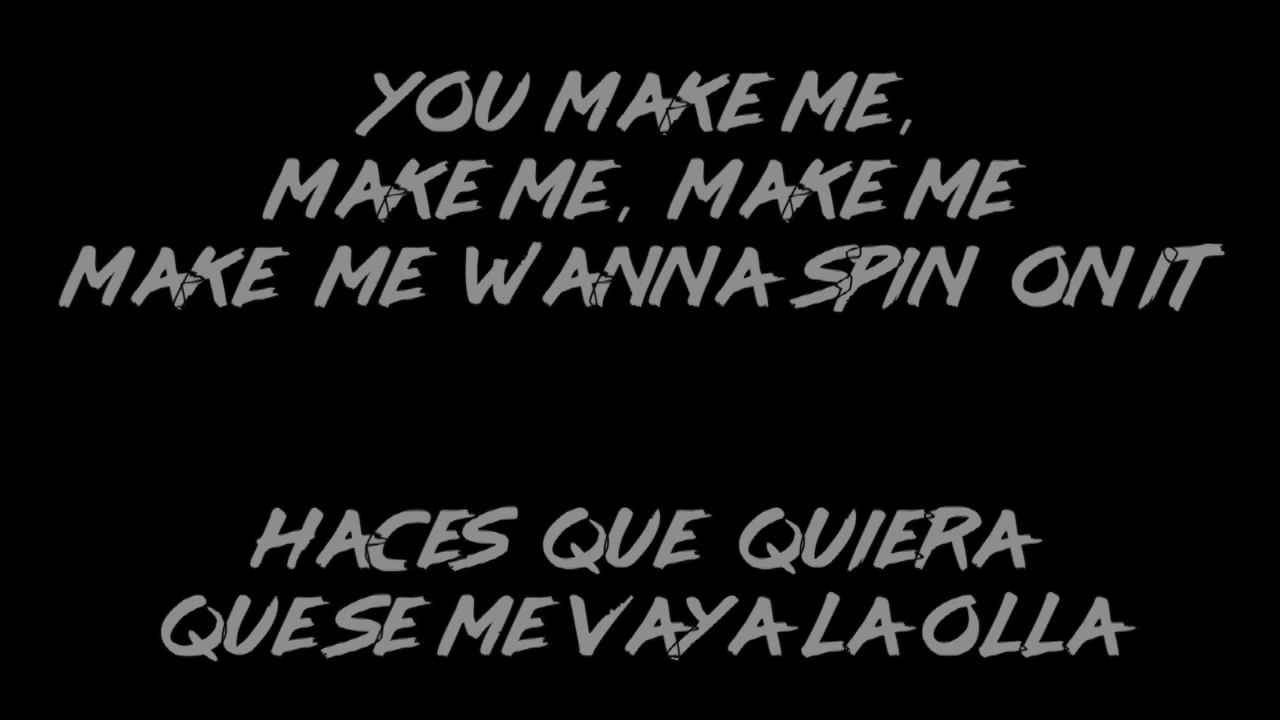 YOU MAKE ME,
MAKE ME, MAKE ME
MAKE ME WANNA SPIN ON IT
HACES QUE QUIERA
QUE SE ME VAYA LA OLLA